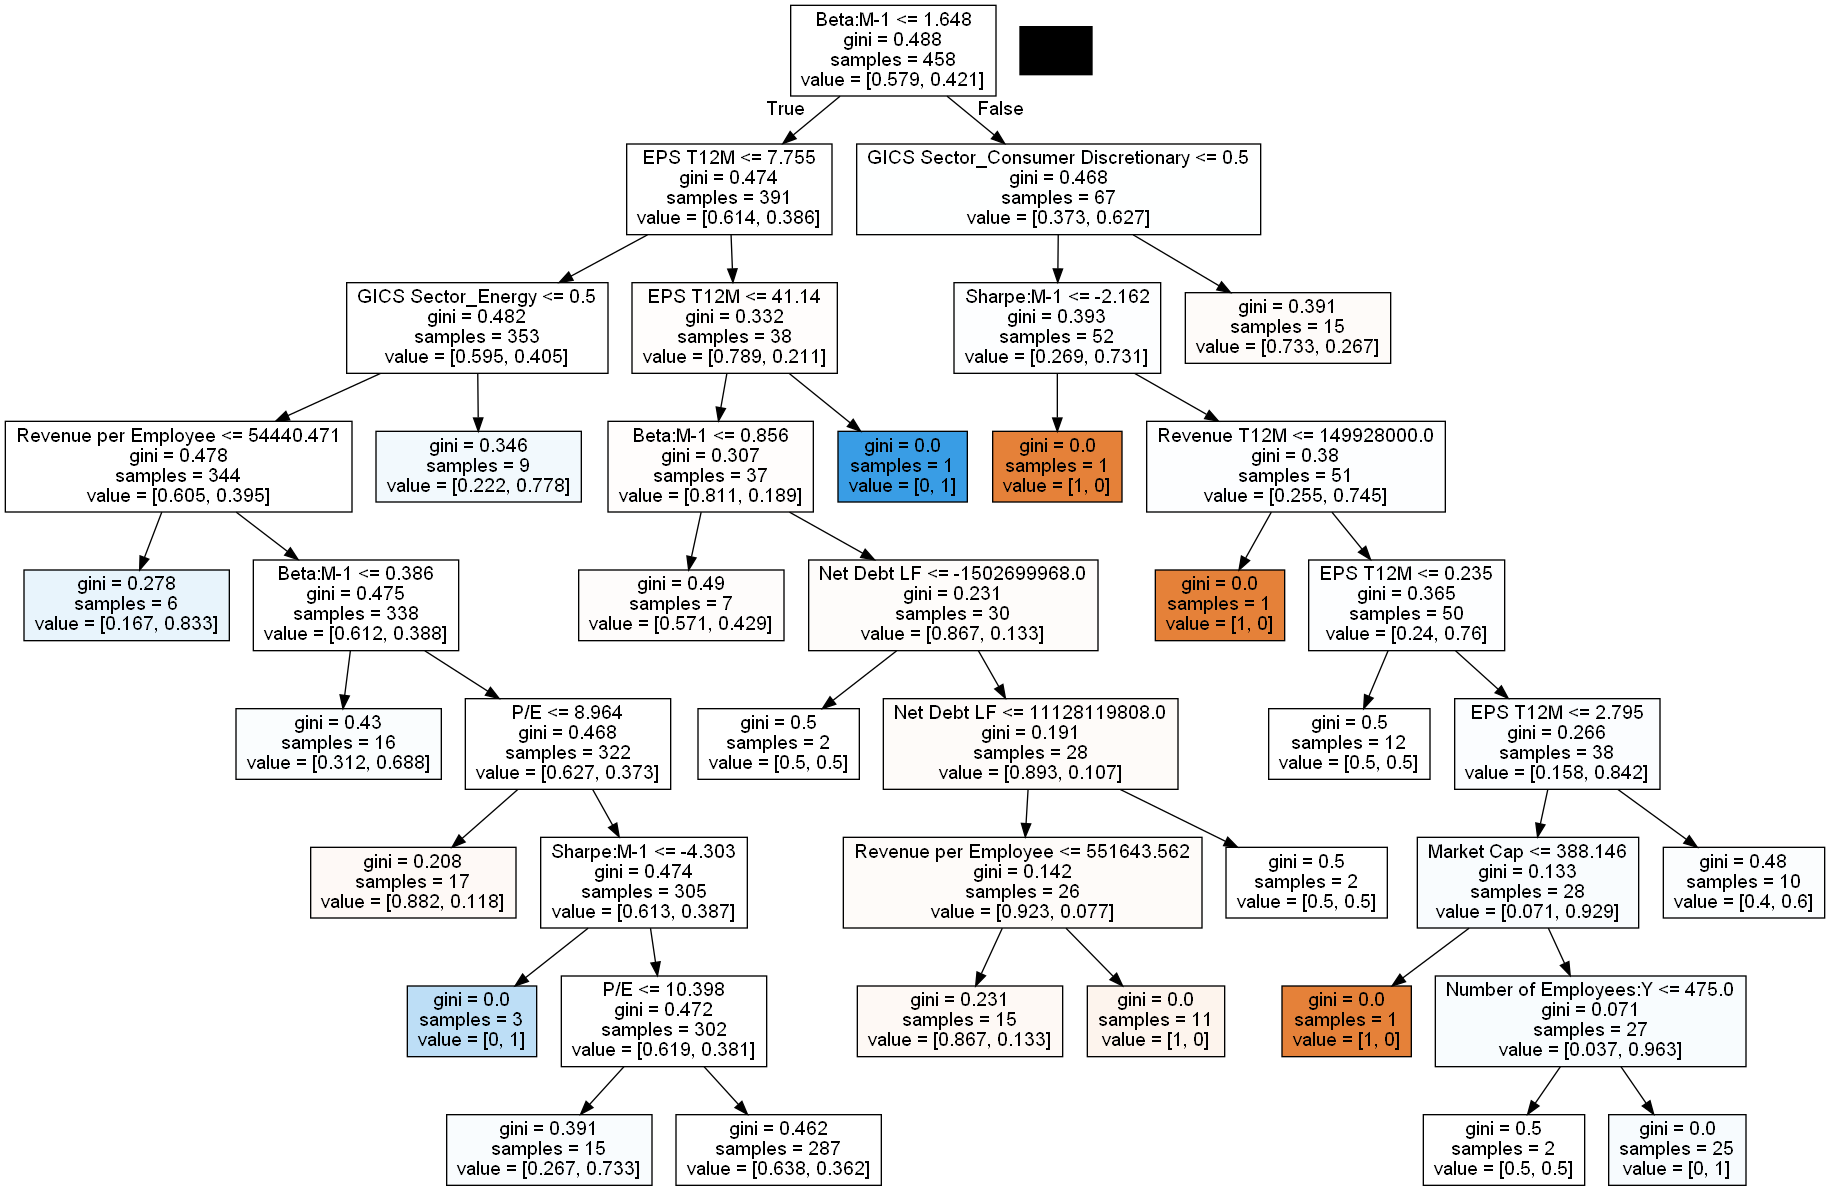 Beta:M-1 <= 1.648
gini = 0.488
samples = 458
value = [0.579, 0.421]
True
False
EPS T12M <= 7.755
gini = 0.474
samples = 391
value = [0.614, 0.386]
GICS Sector_Consumer Discretionary <= 0.5
gini = 0.468
samples = 67
value = [0.373, 0.627]
GICS Sector_Energy <= 0.5
gini = 0.482
samples = 353
value = [0.595, 0.405]
EPS T12M <= 41.14
gini = 0.332
samples = 38
value = [0.789, 0.211]
Sharpe:M-1 <= -2.162
gini = 0.393
samples = 52
value = [0.269, 0.731]
gini = 0.391
samples = 15
value = [0.733, 0.267]
Revenue per Employee <= 54440.471
gini = 0.478
samples = 344
value = [0.605, 0.395]
gini = 0.346
samples = 9
value = [0.222, 0.778]
Beta:M-1 <= 0.856
gini = 0.307
samples = 37
value = [0.811, 0.189]
gini = 0.0
samples = 1
value = [0, 1]
gini = 0.0
samples = 1
value = [1, 0]
Revenue T12M <= 149928000.0
gini = 0.38
samples = 51
value = [0.255, 0.745]
gini = 0.278
samples = 6
value = [0.167, 0.833]
Beta:M-1 <= 0.386
gini = 0.475
samples = 338
value = [0.612, 0.388]
gini = 0.49
samples = 7
value = [0.571, 0.429]
Net Debt LF <= -1502699968.0
gini = 0.231
samples = 30
value = [0.867, 0.133]
gini = 0.0
samples = 1
value = [1, 0]
EPS T12M <= 0.235
gini = 0.365
samples = 50
value = [0.24, 0.76]
gini = 0.43
samples = 16
value = [0.312, 0.688]
P/E <= 8.964
gini = 0.468
samples = 322
value = [0.627, 0.373]
gini = 0.5
samples = 2
value = [0.5, 0.5]
Net Debt LF <= 11128119808.0
gini = 0.191
samples = 28
value = [0.893, 0.107]
gini = 0.5
samples = 12
value = [0.5, 0.5]
EPS T12M <= 2.795
gini = 0.266
samples = 38
value = [0.158, 0.842]
gini = 0.208
samples = 17
value = [0.882, 0.118]
Sharpe:M-1 <= -4.303
gini = 0.474
samples = 305
value = [0.613, 0.387]
Revenue per Employee <= 551643.562
gini = 0.142
samples = 26
value = [0.923, 0.077]
gini = 0.5
samples = 2
value = [0.5, 0.5]
Market Cap <= 388.146
gini = 0.133
samples = 28
value = [0.071, 0.929]
gini = 0.48
samples = 10
value = [0.4, 0.6]
gini = 0.0
samples = 3
value = [0, 1]
P/E <= 10.398
gini = 0.472
samples = 302
value = [0.619, 0.381]
gini = 0.231
samples = 15
value = [0.867, 0.133]
gini = 0.0
samples = 11
value = [1, 0]
gini = 0.0
samples = 1
value = [1, 0]
Number of Employees:Y <= 475.0
gini = 0.071
samples = 27
value = [0.037, 0.963]
gini = 0.391
samples = 15
value = [0.267, 0.733]
gini = 0.462
samples = 287
value = [0.638, 0.362]
gini = 0.5
samples = 2
value = [0.5, 0.5]
gini = 0.0
samples = 25
value = [0, 1]